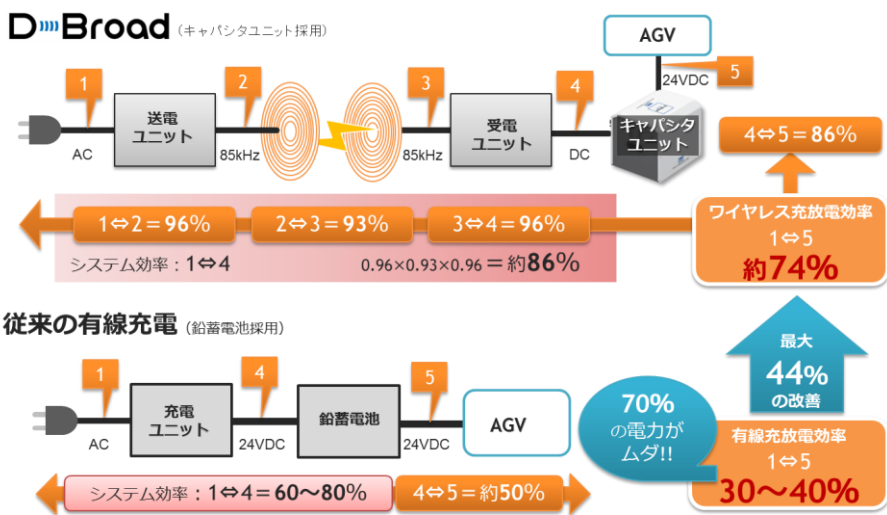 D Broad (キャパシタユニット採用)
AGV
1
2
3
4
24VDC
5
送電
ユニット
受電
ユニット
キャパシタ
ユニット
4⇔5=86%
AC
85kHz
85kHz
DC
1⇔2=96%
2⇔3=93%
3⇔4=96%
システム効率:1⇔4
0.96×0.93×0.96=約86%
ワイヤレス充放電効率
1⇔5
約74%
従来の有線充電 (鉛蓄電池採用)
最大
44%
の改善
1
4
5
充電
ユニット
鉛蓄電池
AGV
AC
24VDC
24VDC
70%
の電力が
ムダ!!
有線充放電効率
1⇔5
30~40%
システム効率:1⇔4=60~80%
4⇔5=約50%